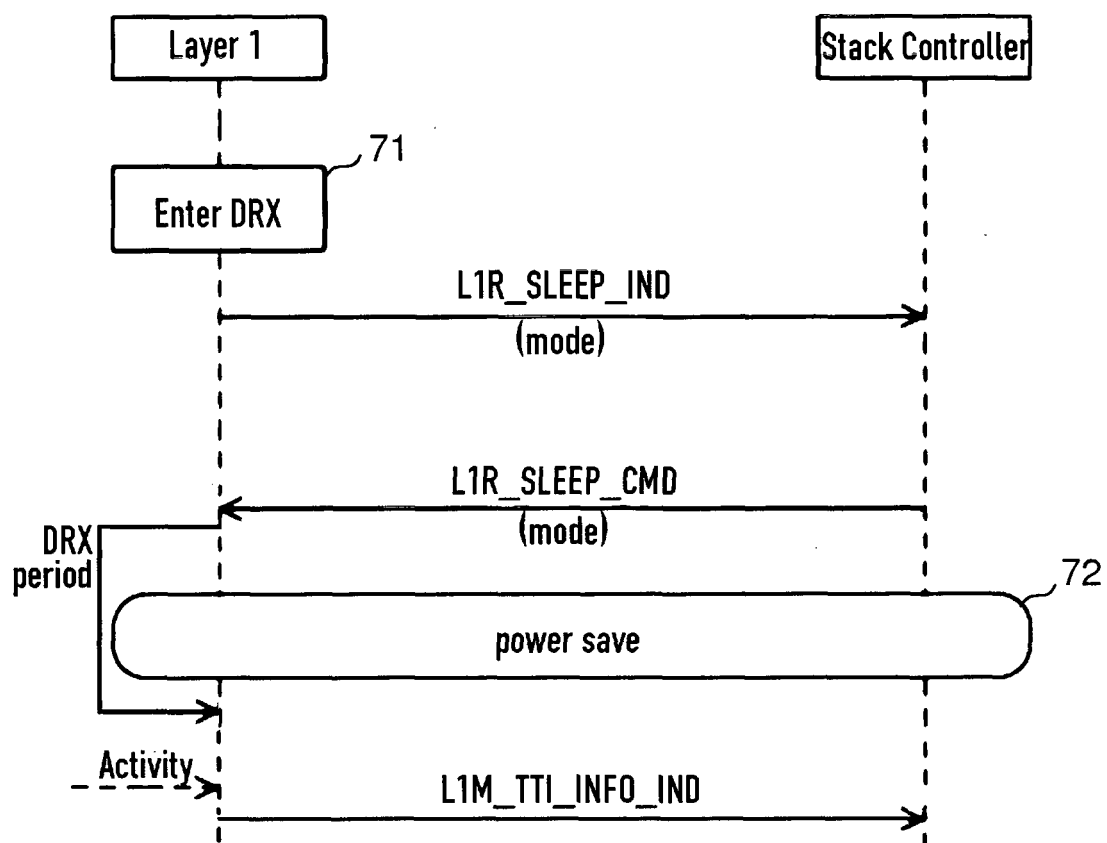 Layer 1
Stack Controller
71
Enter DRX
L1R_SLEEP_IND
(mode)
L1R_SLEEP_CMD
(mode)
DRX
period
72
power save
Activity
L1M_TTI_INFO_IND